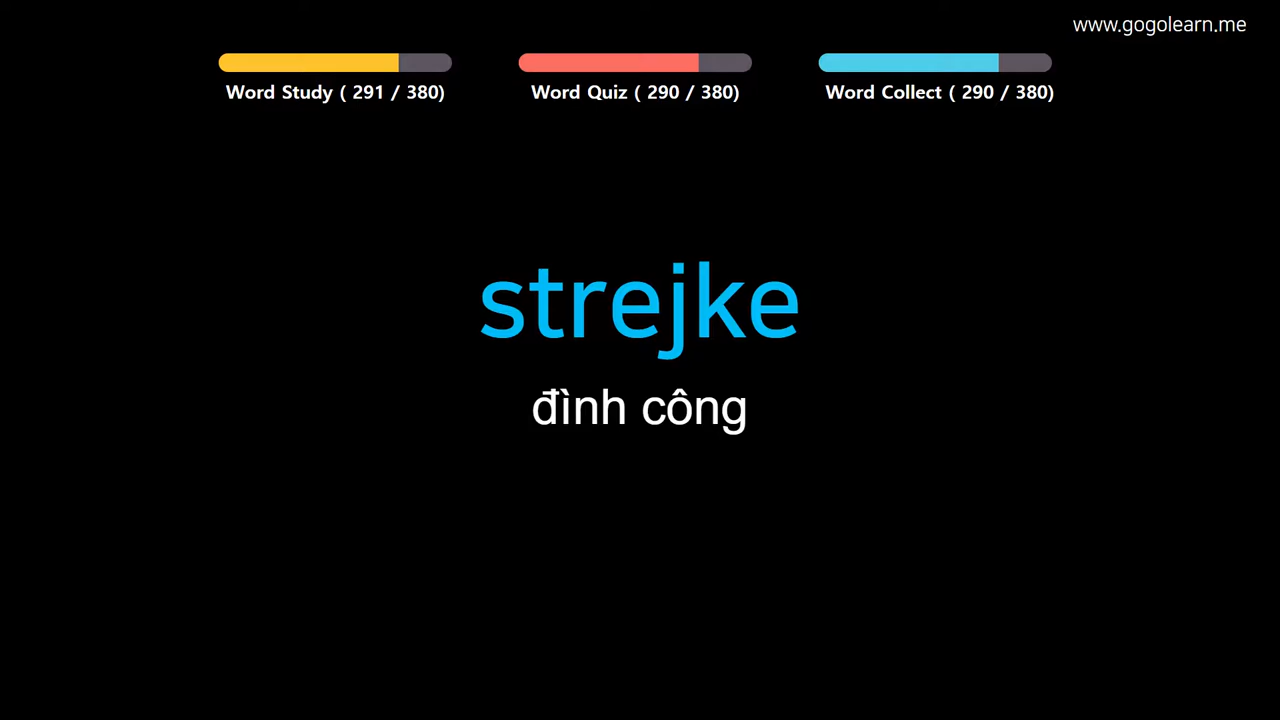 www.gogolearn.me
Word Study ( 291 / 380)
Word Quiz ( 290 / 380)
Word Collect ( 290 / 380)
strejke
đình công